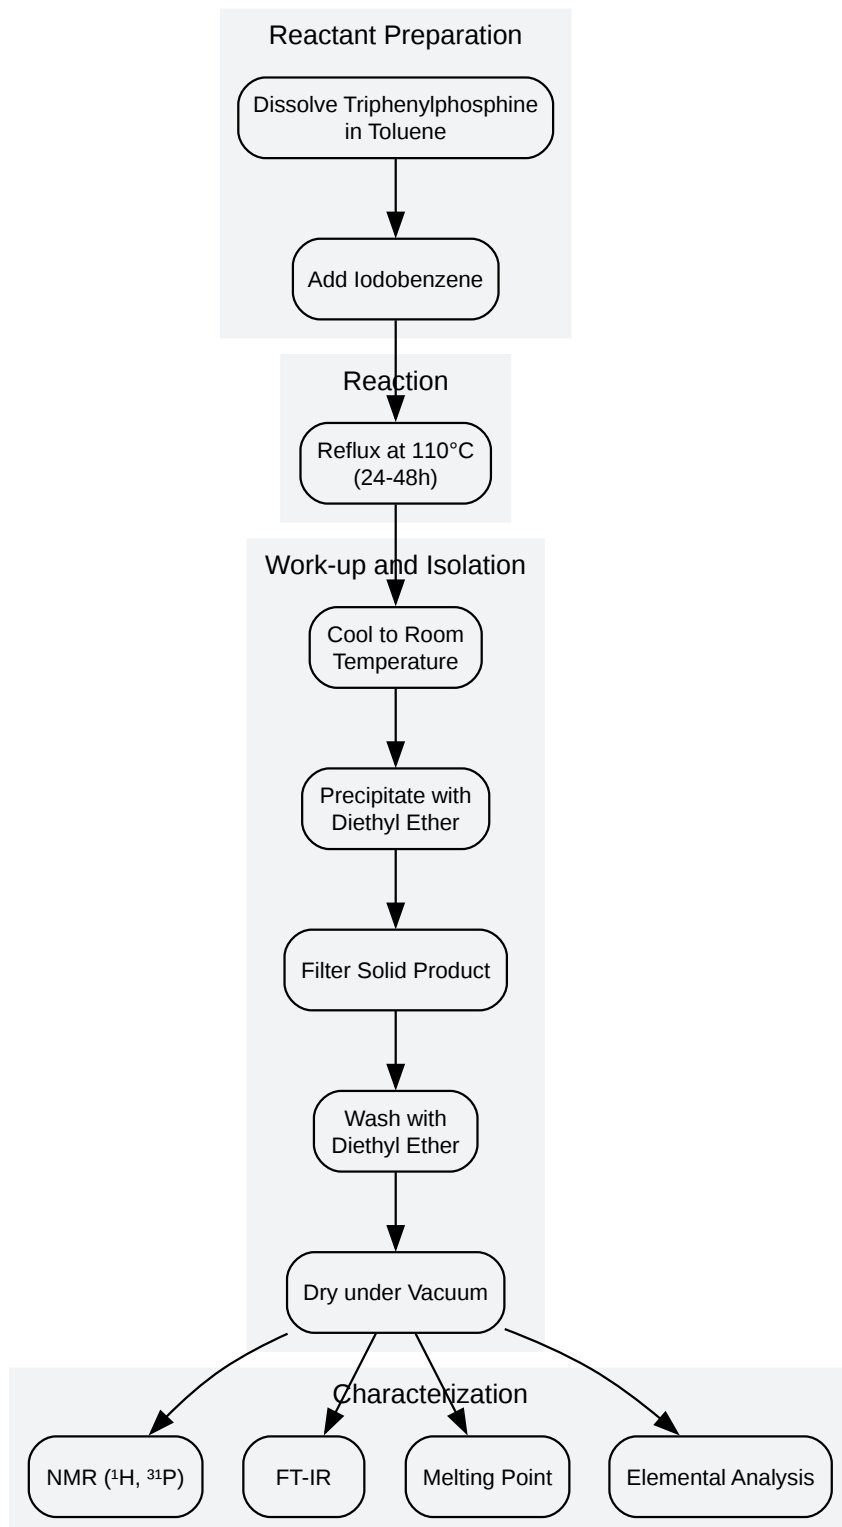 Reactant Preparation
Dissolve Triphenylphosphine
in Toluene
Add Iodobenzene
Reaction
Reflux at 110°C
(24-48h)
Work-up and Isolation
Cool to Room
Temperature
Precipitate with
Diethyl Ether
Filter Solid Product
Wash with
Diethyl Ether
Dry under Vacuum
Characterization
NMR (¹H, ³¹P)
FT-IR
Melting Point
Elemental Analysis